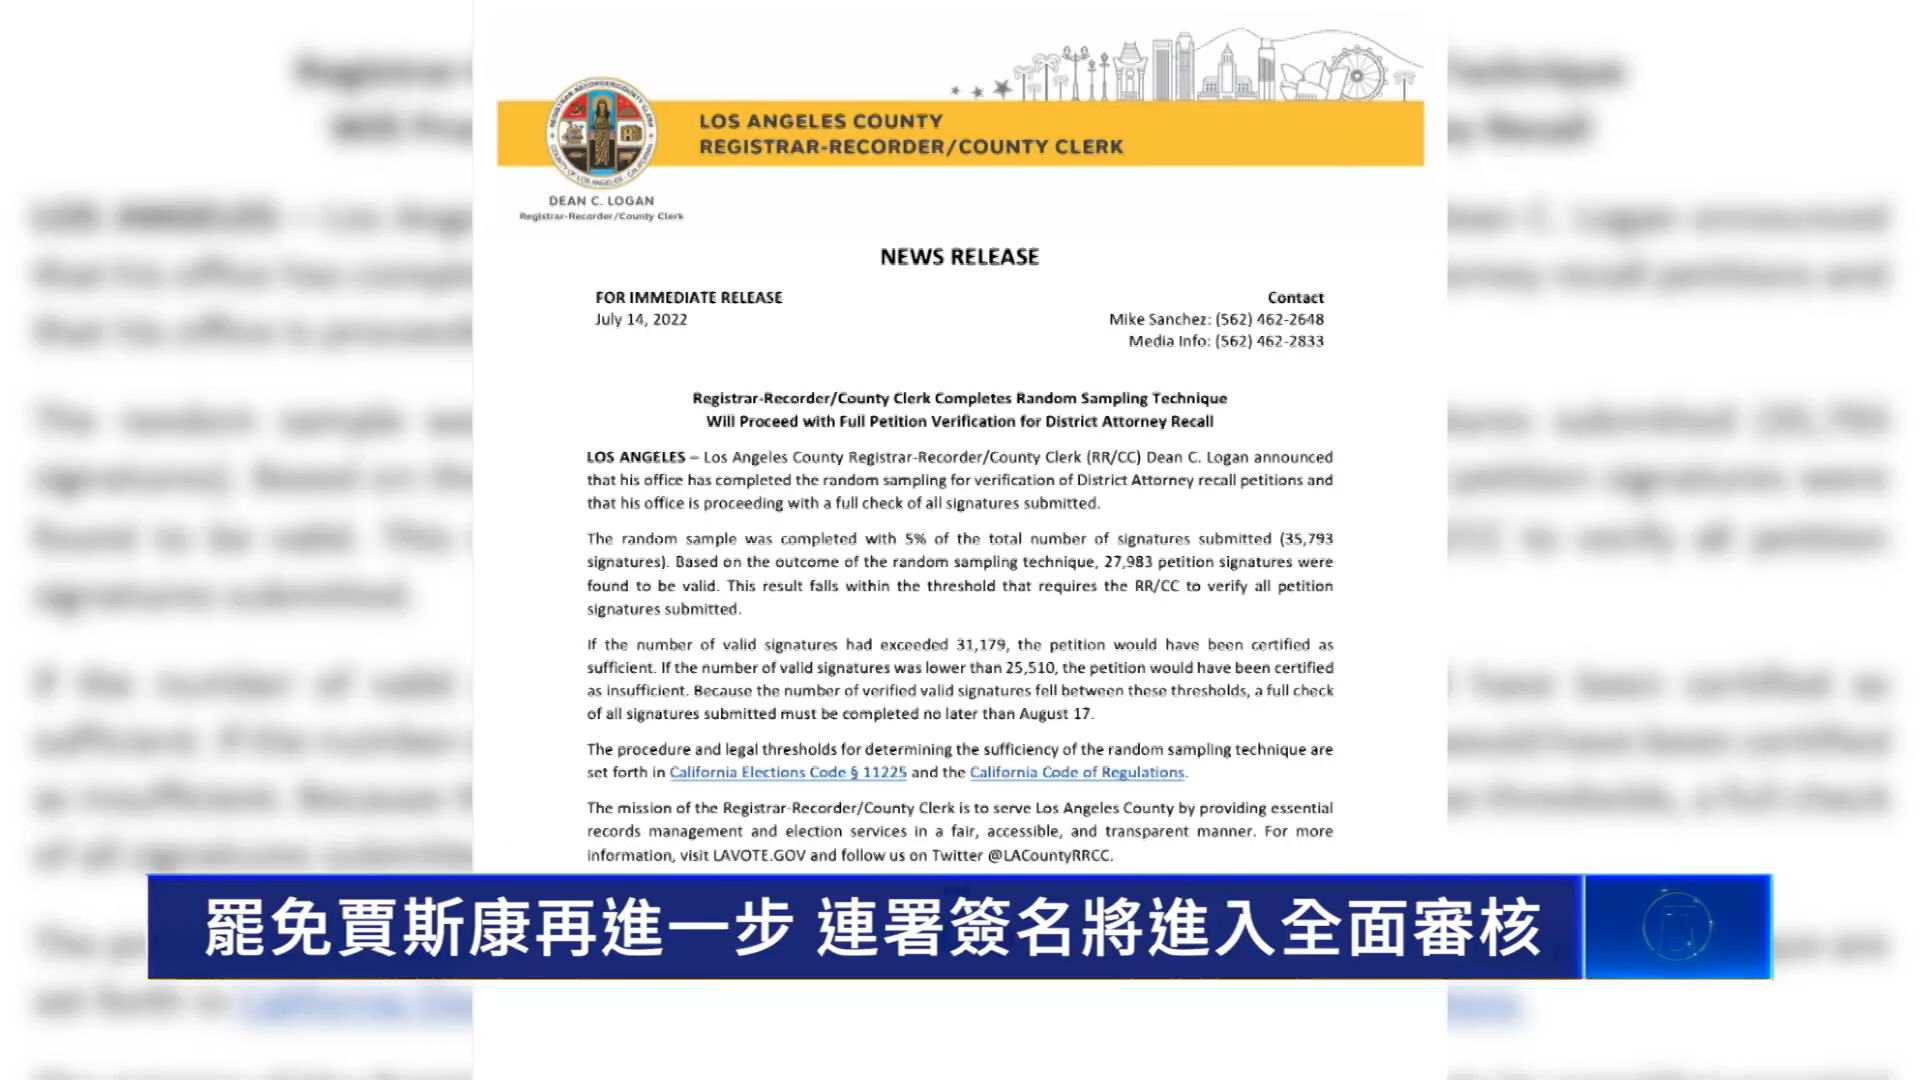 LOS ANGELES COUNTY
REGISTRAR-RECORDER/COUNTY CLERK
DEAN C. LOGAN
Registrar-Recorder/County Clerk
NEWS RELEASE
FOR IMMEDIATE RELEASE
July 14, 2022
Contact
Mike Sanchez: (562) 462-2648
Media Info: (562) 462-2833
Registrar-Recorder/County Clerk Completes Random Sampling Technique
Will Proceed with Full Petition Verification for District Attorney Recall
LOS ANGELES – Los Angeles County Registrar-Recorder/County Clerk (RR/CC) Dean C. Logan announced
that his office has completed the random sampling for verification of District Attorney recall petitions and
that his office is proceeding with a full check of all signatures submitted.
The random sample was completed with 5% of the total number of signatures submitted (35,793
signatures). Based on the outcome of the random sampling technique, 27,983 petition signatures were
found to be valid. This result falls within the threshold that requires the RR/CC to verify all petition
signatures submitted.
If the number of valid signatures had exceeded 31,179, the petition would have been certified as
sufficient. If the number of valid signatures was lower than 25,510, the petition would have been certified
as insufficient. Because the number of verified valid signatures fell between these thresholds, a full check
of all signatures submitted must be completed no later than August 17.
The procedure and legal thresholds for determining the sufficiency of the random sampling technique are
set forth in California Elections Code § 11225 and the California Code of Regulations.
The mission of the Registrar-Recorder/County Clerk is to serve Los Angeles County by providing essential
records management and election services in a fair, accessible, and transparent manner. For more
information, visit LAVOTE.GOV and follow us on Twitter @LACountyRRCC.
罷免賈斯康再進一步 連署簽名將進入全面審核